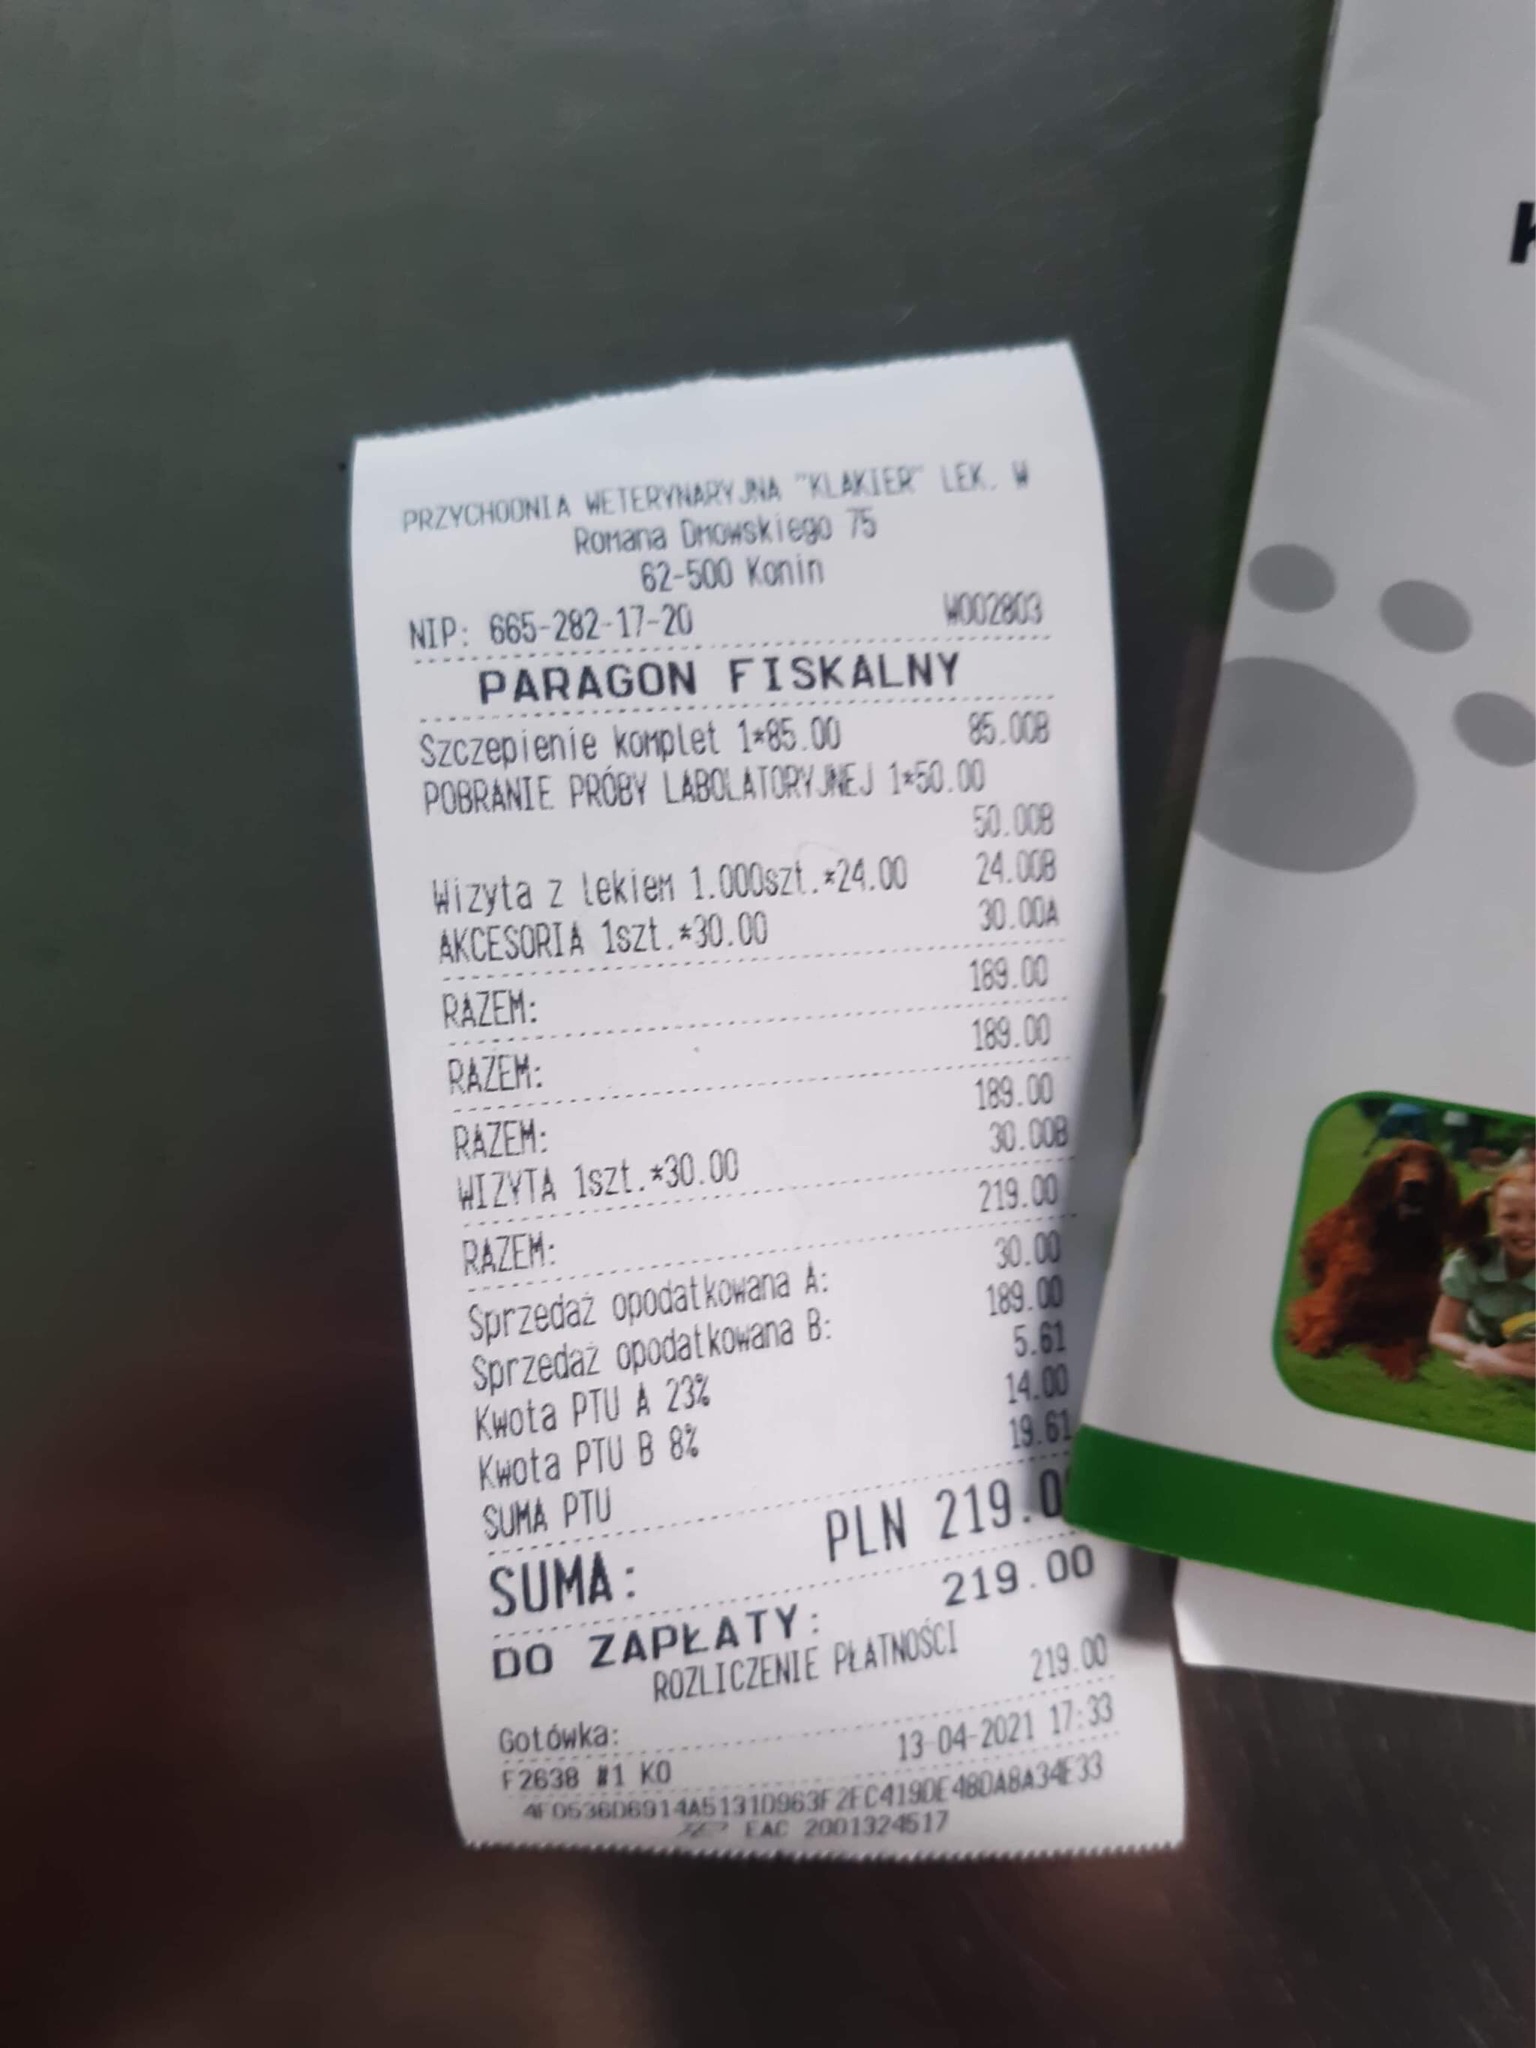 PRZYCHODNIA WETERYNARYJNA "KLAKIER" LEK. W
Romana Dmowskiego 75
62-500 Konin
NIP: 665-282-17-20 W002803
PARAGON FISKALNY
Szczepienie komplet 1*85.00 85.00B
POBRANIE PRÓBY LABOLATORYJNEJ 1*50.00
50.00B
Wizyta z lekiem 1.000szt.*24.00 24.00B
AKCESORIA 1szt.*30.00 30.00A
RAZEM: 189.00
RAZEM: 189.00
RAZEM: 189.00
WIZYTA 1szt.*30.00 30.00B
RAZEM: 219.00
Sprzedaż opodatkowana A: 30.00
Sprzedaż opodatkowana B: 189.00
Kwota PTU A 23% 5.61
Kwota PTU B 8% 14.00
SUMA PTU 19.61
SUMA: PLN 219.0
DO ZAPŁATY: 219.00
ROZLICZENIE PŁATNOŚCI
Gotówka: 219.00
F2638 #1 KO 13-04-2021 17:33
4F0536D6914A5131D963F2FC419DE48DA8A34E33
EAC 2001324517